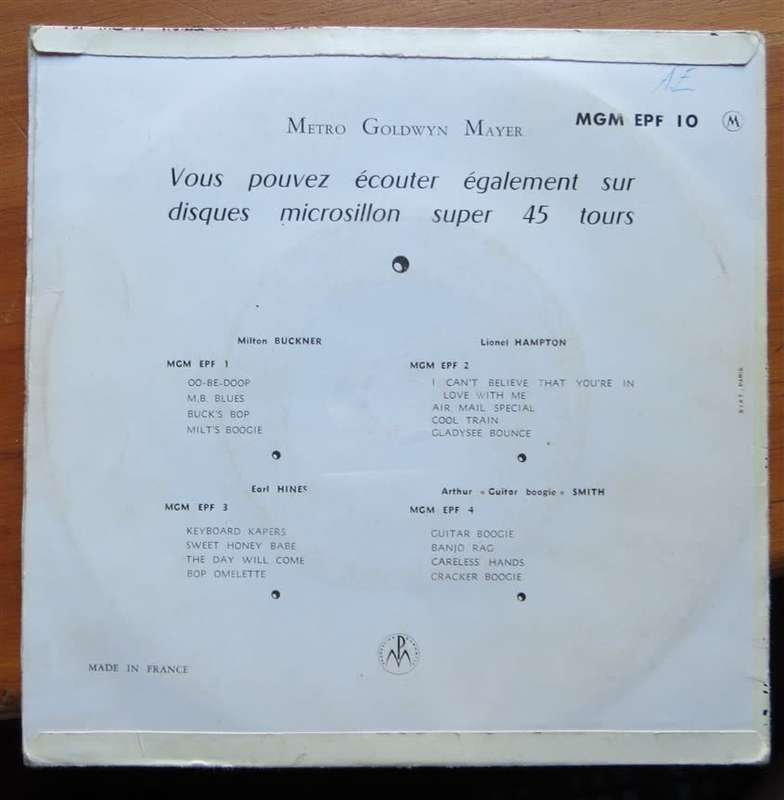 AE
METRO GOLDWYN MAYER
MGM EPF 10 M
Vous pouvez écouter également sur
disques microsillon super 45 tours
Milton BUCKNER
MGM EPF 1
OO-BE-DOOP
M.B. BLUES
BUCK'S BOP
MILT'S BOOGIE
Lionel HAMPTON
MGM EPF 2
I CAN'T BELIEVE THAT YOU'RE IN
LOVE WITH ME
AIR MAIL SPECIAL
COOL TRAIN
GLADYSEE BOUNCE
Earl HINES
MGM EPF 3
KEYBOARD KAPERS
SWEET HONEY BABE
THE DAY WILL COME
BOP OMELETTE
Arthur « Guitar boogie » SMITH
MGM EPF 4
GUITAR BOOGIE
BANJO RAG
CARELESS HANDS
CRACKER BOOGIE
MADE IN FRANCE